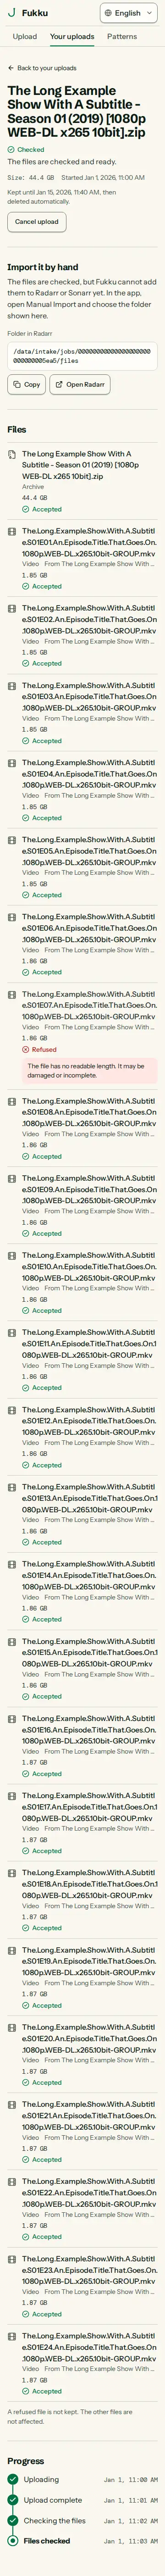 Fukku
English
Upload
Your uploads
Patterns
Back to your uploads
The Long Example
Show With A Subtitle -
Season 01 (2019) [1080p
WEB-DL x265 10bit].zip
Checked
The files are checked and ready.
Size: 44.4 GB Started Jan 1, 2026, 11:00 AM
Kept until Jan 15, 2026, 11:40 AM, then
deleted automatically.
Cancel upload
Import it by hand
The files are checked, but Fukku cannot add
them to Radarr or Sonarr yet. In the app,
open Manual Import and choose the folder
shown here.
Folder in Radarr
Copy
Open Radarr
Files
The Long Example Show With A
Subtitle - Season 01 (2019) [1080p
WEB-DL x265 10bit].zip
Archive
44.4 GB
Accepted
The.Long.Example.Show.With.A.Subtitl
e.S01E01.An.Episode.Title.That.Goes.On.
1080p.WEB-DL.x265.10bit-GROUP.mkv
Video From The Long Example Show With ...
1.85 GB
Accepted
The.Long.Example.Show.With.A.Subtitl
e.S01E02.An.Episode.Title.That.Goes.On
.1080p.WEB-DL.x265.10bit-GROUP.mkv
Video From The Long Example Show With ...
1.85 GB
Accepted
The.Long.Example.Show.With.A.Subtitl
e.S01E03.An.Episode.Title.That.Goes.On
.1080p.WEB-DL.x265.10bit-GROUP.mkv
Video From The Long Example Show With ...
1.85 GB
Accepted
The.Long.Example.Show.With.A.Subtitl
e.S01E04.An.Episode.Title.That.Goes.On
.1080p.WEB-DL.x265.10bit-GROUP.mkv
Video From The Long Example Show With ...
1.85 GB
Accepted
The.Long.Example.Show.With.A.Subtitl
e.S01E05.An.Episode.Title.That.Goes.On
.1080p.WEB-DL.x265.10bit-GROUP.mkv
Video From The Long Example Show With ...
1.85 GB
Accepted
The.Long.Example.Show.With.A.Subtitl
e.S01E06.An.Episode.Title.That.Goes.On
.1080p.WEB-DL.x265.10bit-GROUP.mkv
Video From The Long Example Show With ...
1.86 GB
Accepted
The.Long.Example.Show.With.A.Subtitl
e.S01E07.An.Episode.Title.That.Goes.On.
1080p.WEB-DL.x265.10bit-GROUP.mkv
Video From The Long Example Show With ...
1.86 GB
Refused
The file has no readable length. It may be
damaged or incomplete.
The.Long.Example.Show.With.A.Subtitl
e.S01E08.An.Episode.Title.That.Goes.On
.1080p.WEB-DL.x265.10bit-GROUP.mkv
Video From The Long Example Show With ...
1.86 GB
Accepted
The.Long.Example.Show.With.A.Subtitl
e.S01E09.An.Episode.Title.That.Goes.On
.1080p.WEB-DL.x265.10bit-GROUP.mkv
Video From The Long Example Show With ...
1.86 GB
Accepted
The.Long.Example.Show.With.A.Subtitl
e.S01E10.An.Episode.Title.That.Goes.On.
1080p.WEB-DL.x265.10bit-GROUP.mkv
Video From The Long Example Show With ...
1.86 GB
Accepted
The.Long.Example.Show.With.A.Subtitl
e.S01E11.An.Episode.Title.That.Goes.On.1
080p.WEB-DL.x265.10bit-GROUP.mkv
Video From The Long Example Show With ...
1.86 GB
Accepted
The.Long.Example.Show.With.A.Subtitl
e.S01E12.An.Episode.Title.That.Goes.On.
1080p.WEB-DL.x265.10bit-GROUP.mkv
Video From The Long Example Show With ...
1.86 GB
Accepted
The.Long.Example.Show.With.A.Subtitl
e.S01E13.An.Episode.Title.That.Goes.On.1
080p.WEB-DL.x265.10bit-GROUP.mkv
Video From The Long Example Show With ...
1.86 GB
Accepted
The.Long.Example.Show.With.A.Subtitl
e.S01E14.An.Episode.Title.That.Goes.On.
1080p.WEB-DL.x265.10bit-GROUP.mkv
Video From The Long Example Show With ...
1.86 GB
Accepted
The.Long.Example.Show.With.A.Subtitl
e.S01E15.An.Episode.Title.That.Goes.On.1
080p.WEB-DL.x265.10bit-GROUP.mkv
Video From The Long Example Show With ...
1.86 GB
Accepted
The.Long.Example.Show.With.A.Subtitl
e.S01E16.An.Episode.Title.That.Goes.On.
1080p.WEB-DL.x265.10bit-GROUP.mkv
Video From The Long Example Show With ...
1.87 GB
Accepted
The.Long.Example.Show.With.A.Subtitl
e.S01E17.An.Episode.Title.That.Goes.On.1
080p.WEB-DL.x265.10bit-GROUP.mkv
Video From The Long Example Show With ...
1.87 GB
Accepted
The.Long.Example.Show.With.A.Subtitl
e.S01E18.An.Episode.Title.That.Goes.On.1
080p.WEB-DL.x265.10bit-GROUP.mkv
Video From The Long Example Show With ...
1.87 GB
Accepted
The.Long.Example.Show.With.A.Subtitl
e.S01E19.An.Episode.Title.That.Goes.On.
1080p.WEB-DL.x265.10bit-GROUP.mkv
Video From The Long Example Show With ...
1.87 GB
Accepted
The.Long.Example.Show.With.A.Subtitl
e.S01E20.An.Episode.Title.That.Goes.On
.1080p.WEB-DL.x265.10bit-GROUP.mkv
Video From The Long Example Show With ...
1.87 GB
Accepted
The.Long.Example.Show.With.A.Subtitl
e.S01E21.An.Episode.Title.That.Goes.On.
1080p.WEB-DL.x265.10bit-GROUP.mkv
Video From The Long Example Show With ...
1.87 GB
Accepted
The.Long.Example.Show.With.A.Subtitl
e.S01E22.An.Episode.Title.That.Goes.On
.1080p.WEB-DL.x265.10bit-GROUP.mkv
Video From The Long Example Show With ...
1.87 GB
Accepted
The.Long.Example.Show.With.A.Subtitl
e.S01E23.An.Episode.Title.That.Goes.On.
1080p.WEB-DL.x265.10bit-GROUP.mkv
Video From The Long Example Show With ...
1.87 GB
Accepted
The.Long.Example.Show.With.A.Subtitl
e.S01E24.An.Episode.Title.That.Goes.On
.1080p.WEB-DL.x265.10bit-GROUP.mkv
Video From The Long Example Show With ...
1.87 GB
Accepted
A refused file is not kept. The other files are
not affected.
Progress
Uploading Jan 1, 11:00 AM
Upload complete Jan 1, 11:01 AM
Checking the files Jan 1, 11:02 AM
Files checked Jan 1, 11:03 AM